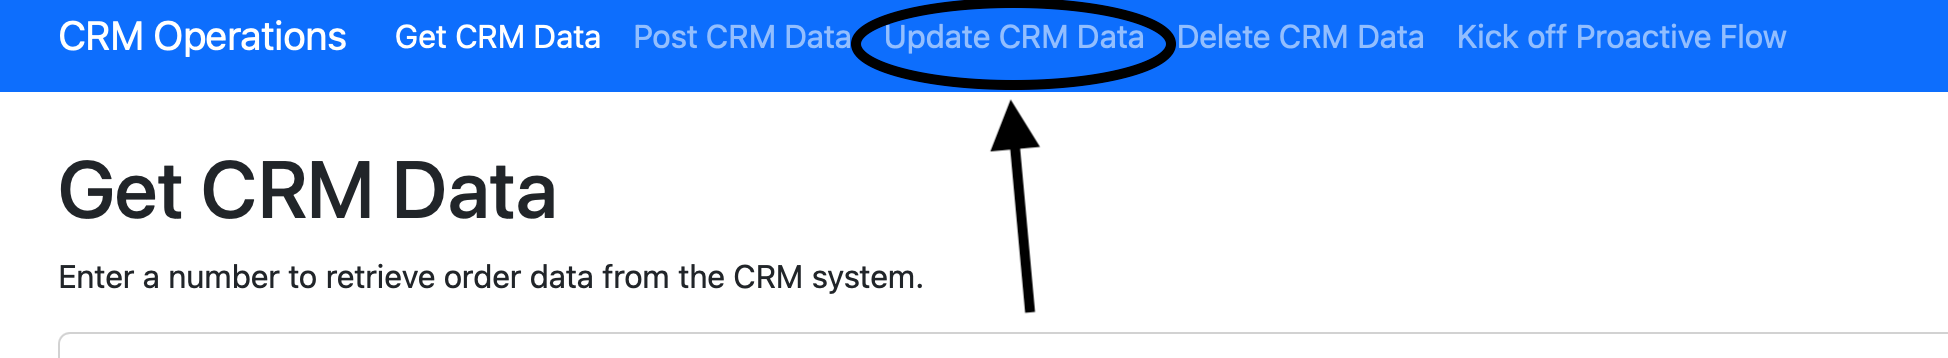 CRM Operations Get CRM Data Post CRM Data Update CRM Data Delete CRM Data Kick off Proactive Flow
Get CRM Data
Enter a number to retrieve order data from the CRM system.